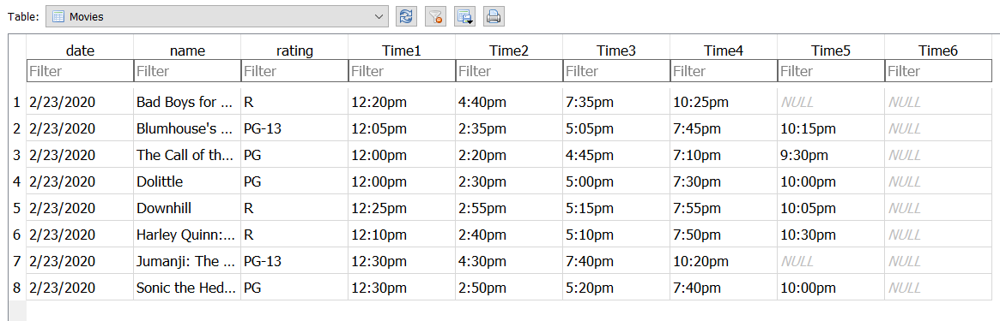 Table: Movies
date name rating Time1 Time2 Time3 Time4 Time5 Time6
Filter Filter Filter Filter Filter Filter Filter Filter Filter
1 2/23/2020 Bad Boys for ... R 12:20pm 4:40pm 7:35pm 10:25pm NULL NULL
2 2/23/2020 Blumhouse's ... PG-13 12:05pm 2:35pm 5:05pm 7:45pm 10:15pm NULL
3 2/23/2020 The Call of th... PG 12:00pm 2:20pm 4:45pm 7:10pm 9:30pm NULL
4 2/23/2020 Dolittle PG 12:00pm 2:30pm 5:00pm 7:30pm 10:00pm NULL
5 2/23/2020 Downhill R 12:25pm 2:55pm 5:15pm 7:55pm 10:05pm NULL
6 2/23/2020 Harley Quinn:... R 12:10pm 2:40pm 5:10pm 7:50pm 10:30pm NULL
7 2/23/2020 Jumanji: The ... PG-13 12:30pm 4:30pm 7:40pm 10:20pm NULL NULL
8 2/23/2020 Sonic the Hed... PG 12:30pm 2:50pm 5:20pm 7:40pm 10:00pm NULL